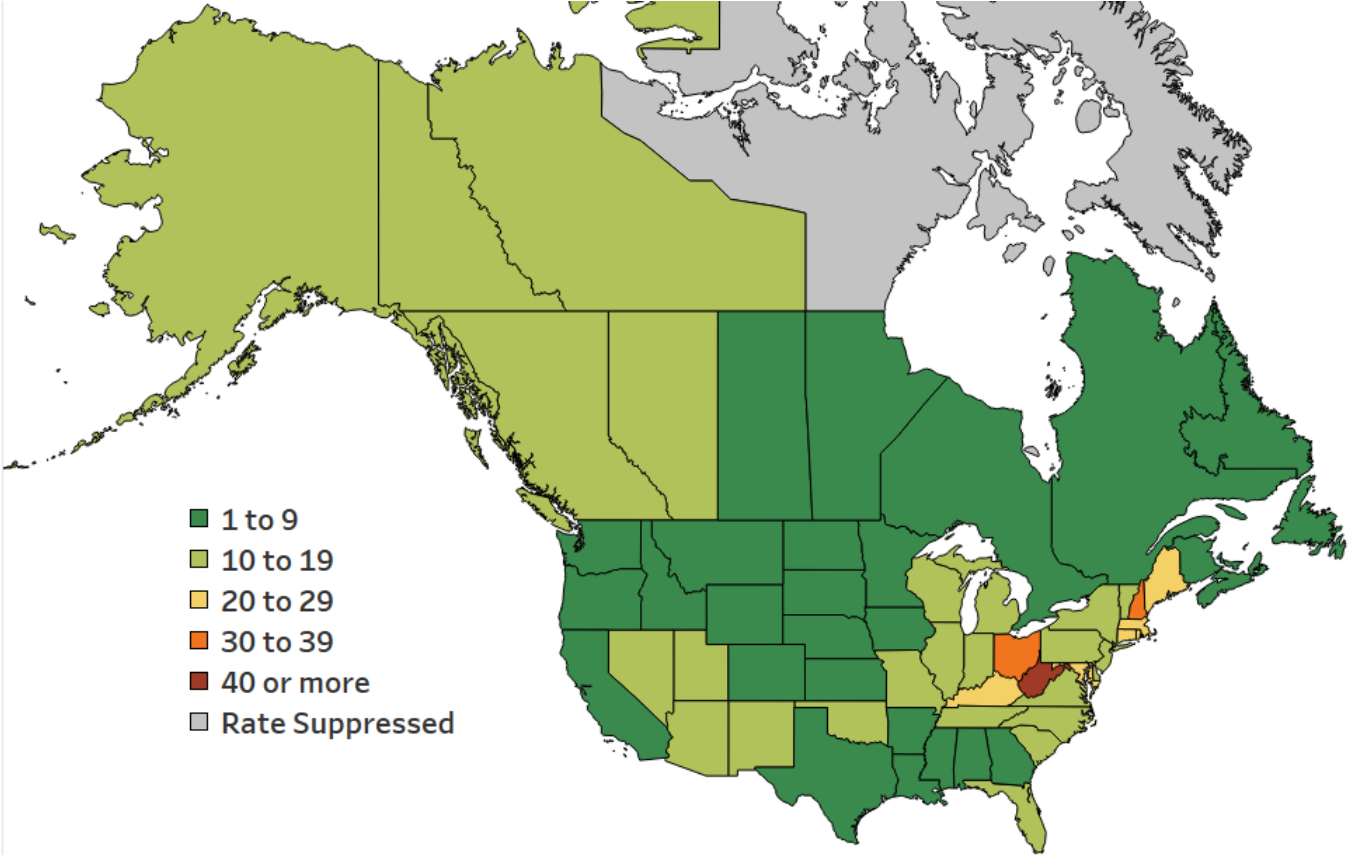 1 to 9
10 to 19
20 to 29
30 to 39
40 or more
Rate Suppressed